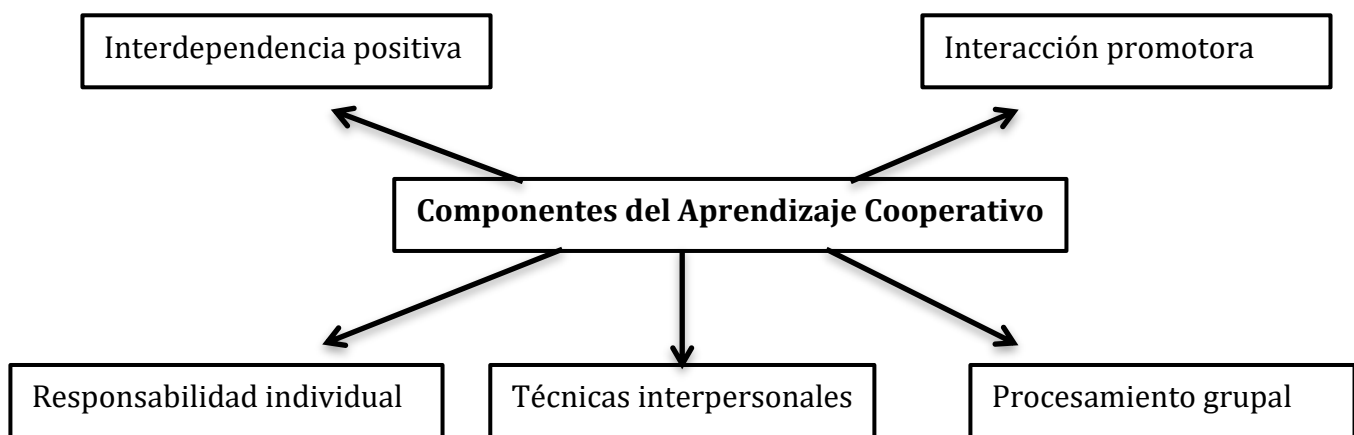 Interdependencia positiva
Interacción promotora
Componentes del Aprendizaje Cooperativo
Responsabilidad individual
Técnicas interpersonales
Procesamiento grupal